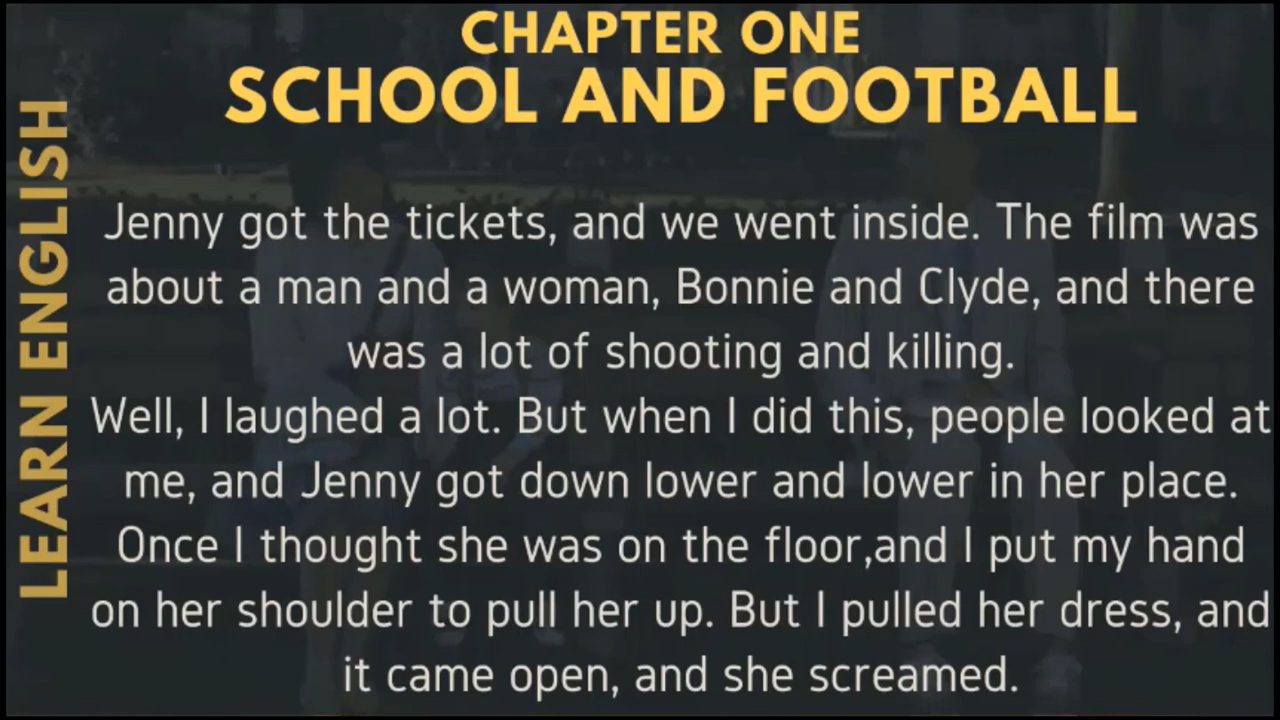 CHAPTER ONE
SCHOOL AND FOOTBALL
LEARN ENGLISH
Jenny got the tickets, and we went inside. The film was
about a man and a woman, Bonnie and Clyde, and there
was a lot of shooting and killing.
Well, I laughed a lot. But when I did this, people looked at
me, and Jenny got down lower and lower in her place.
Once I thought she was on the floor,and I put my hand
on her shoulder to pull her up. But I pulled her dress, and
it came open, and she screamed.